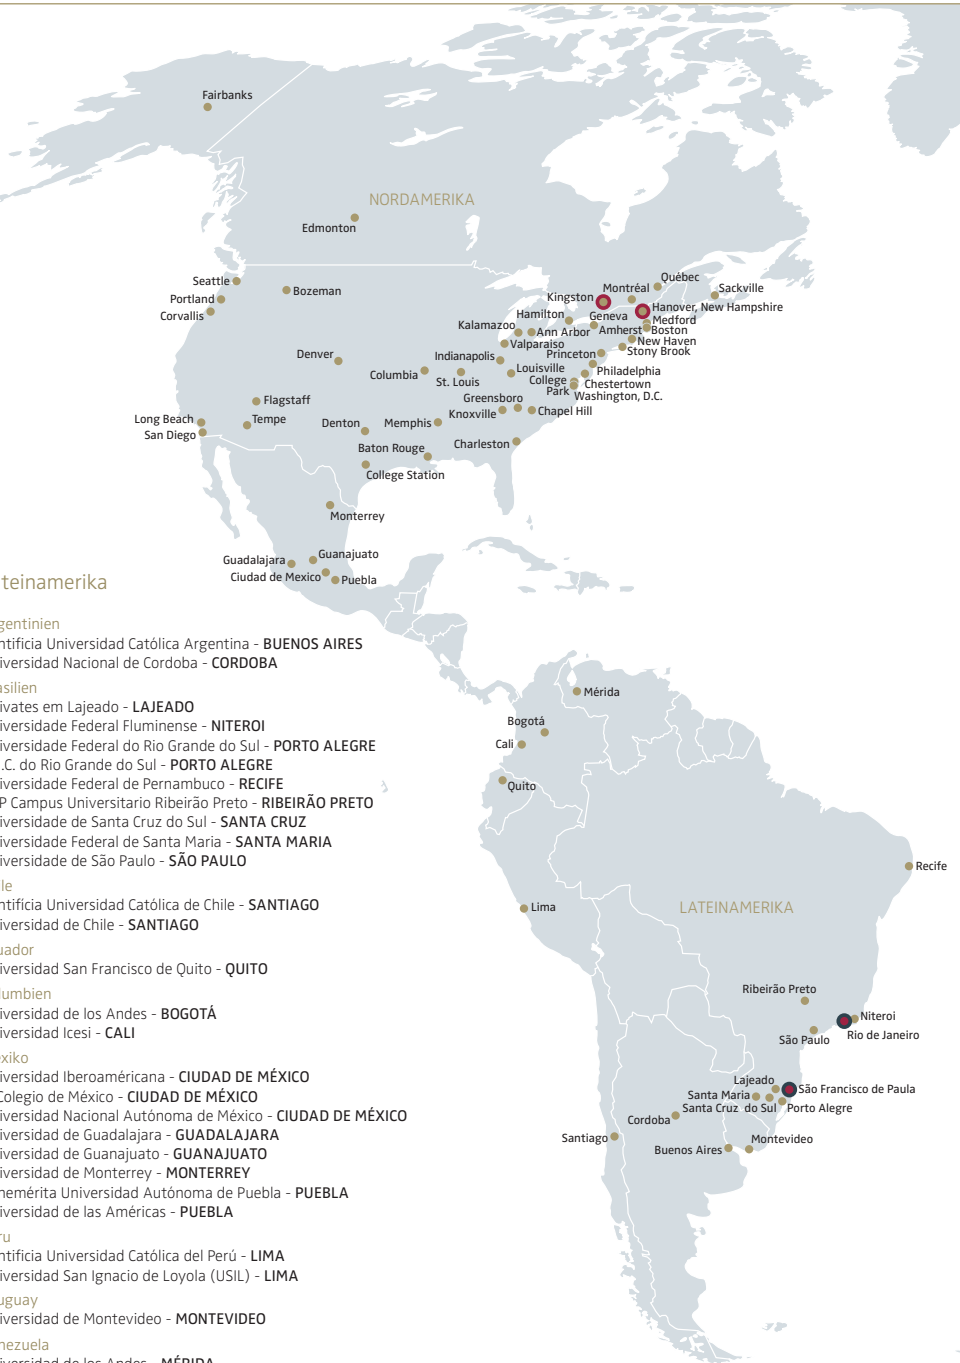 Fairbanks
NORDAMERIKA
Edmonton
Seattle
Portland
Corvallis
Bozeman
Québec
Montréal
Sackville
Kingston
Hanover, New Hampshire
Hamilton
Geneva
Medford
Kalamazoo
Ann Arbor
Amherst
Boston
Valparaiso
New Haven
Denver
Indianapolis
Princeton
Stony Brook
Columbia
St. Louis
Louisville
Philadelphia
College
Park
Chestertown
Washington, D.C.
Flagstaff
Greensboro
Long Beach
Tempe
Denton
Memphis
Knoxville
Chapel Hill
San Diego
Baton Rouge
Charleston
College Station
Monterrey
Guadalajara
Guanajuato
Ciudad de Mexico
Puebla
teinamerika
gentinien
ntificia Universidad Católica Argentina - BUENOS AIRES
iversidad Nacional de Cordoba - CORDOBA
asilien
ivates em Lajeado - LAJEADO
iversidade Federal Fluminense - NITEROI
iversidade Federal do Rio Grande do Sul - PORTO ALEGRE
.C. do Rio Grande do Sul - PORTO ALEGRE
iversidade Federal de Pernambuco - RECIFE
P Campus Universitario Ribeirão Preto - RIBEIRÃO PRETO
iversidade de Santa Cruz do Sul - SANTA CRUZ
iversidade Federal de Santa Maria - SANTA MARIA
iversidade de São Paulo - SÃO PAULO
ile
ntificia Universidad Católica de Chile - SANTIAGO
iversidad de Chile - SANTIAGO
uador
iversidad San Francisco de Quito - QUITO
lumbien
iversidad de los Andes - BOGOTÁ
iversidad Icesi - CALI
exiko
iversidad Iberoaméricana - CIUDAD DE MÉXICO
Colegio de México - CIUDAD DE MÉXICO
iversidad Nacional Autónoma de México - CIUDAD DE MÉXICO
iversidad de Guadalajara - GUADALAJARA
iversidad de Guanajuato - GUANAJUATO
iversidad de Monterrey - MONTERREY
nemérita Universidad Autónoma de Puebla - PUEBLA
iversidad de las Américas - PUEBLA
ru
ntificia Universidad Católica del Perú - LIMA
iversidad San Ignacio de Loyola (USIL) - LIMA
uguay
iversidad de Montevideo - MONTEVIDEO
nezuela
iversidad de los Andes - MÉRIDA
Mérida
Bogotá
Cali
Quito
Recife
Lima
LATEINAMERIKA
Ribeirão Preto
Niteroi
São Paulo
Rio de Janeiro
Lajeado
São Francisco de Paula
Santa Maria
Santa Cruz do Sul
Porto Alegre
Cordoba
Santiago
Buenos Aires
Montevideo